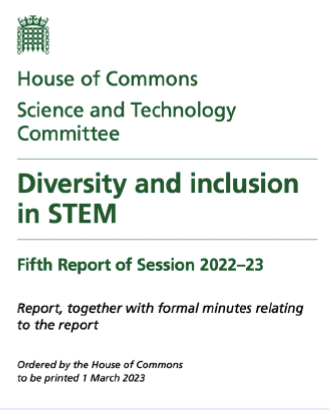 House of Commons
Science and Technology
Committee
Diversity and inclusion
in STEM
Fifth Report of Session 2022–23
Report, together with formal minutes relating
to the report
Ordered by the House of Commons
to be printed 1 March 2023